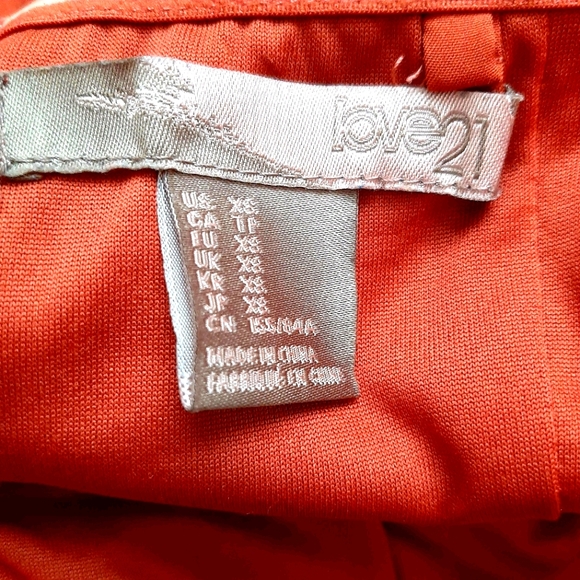 love21
US XS
CA TP
EU XS
UK XS
KR XS
JP XS
CN 155/84A
MADE IN CHINA
FABRIQUÉ EN CHINE